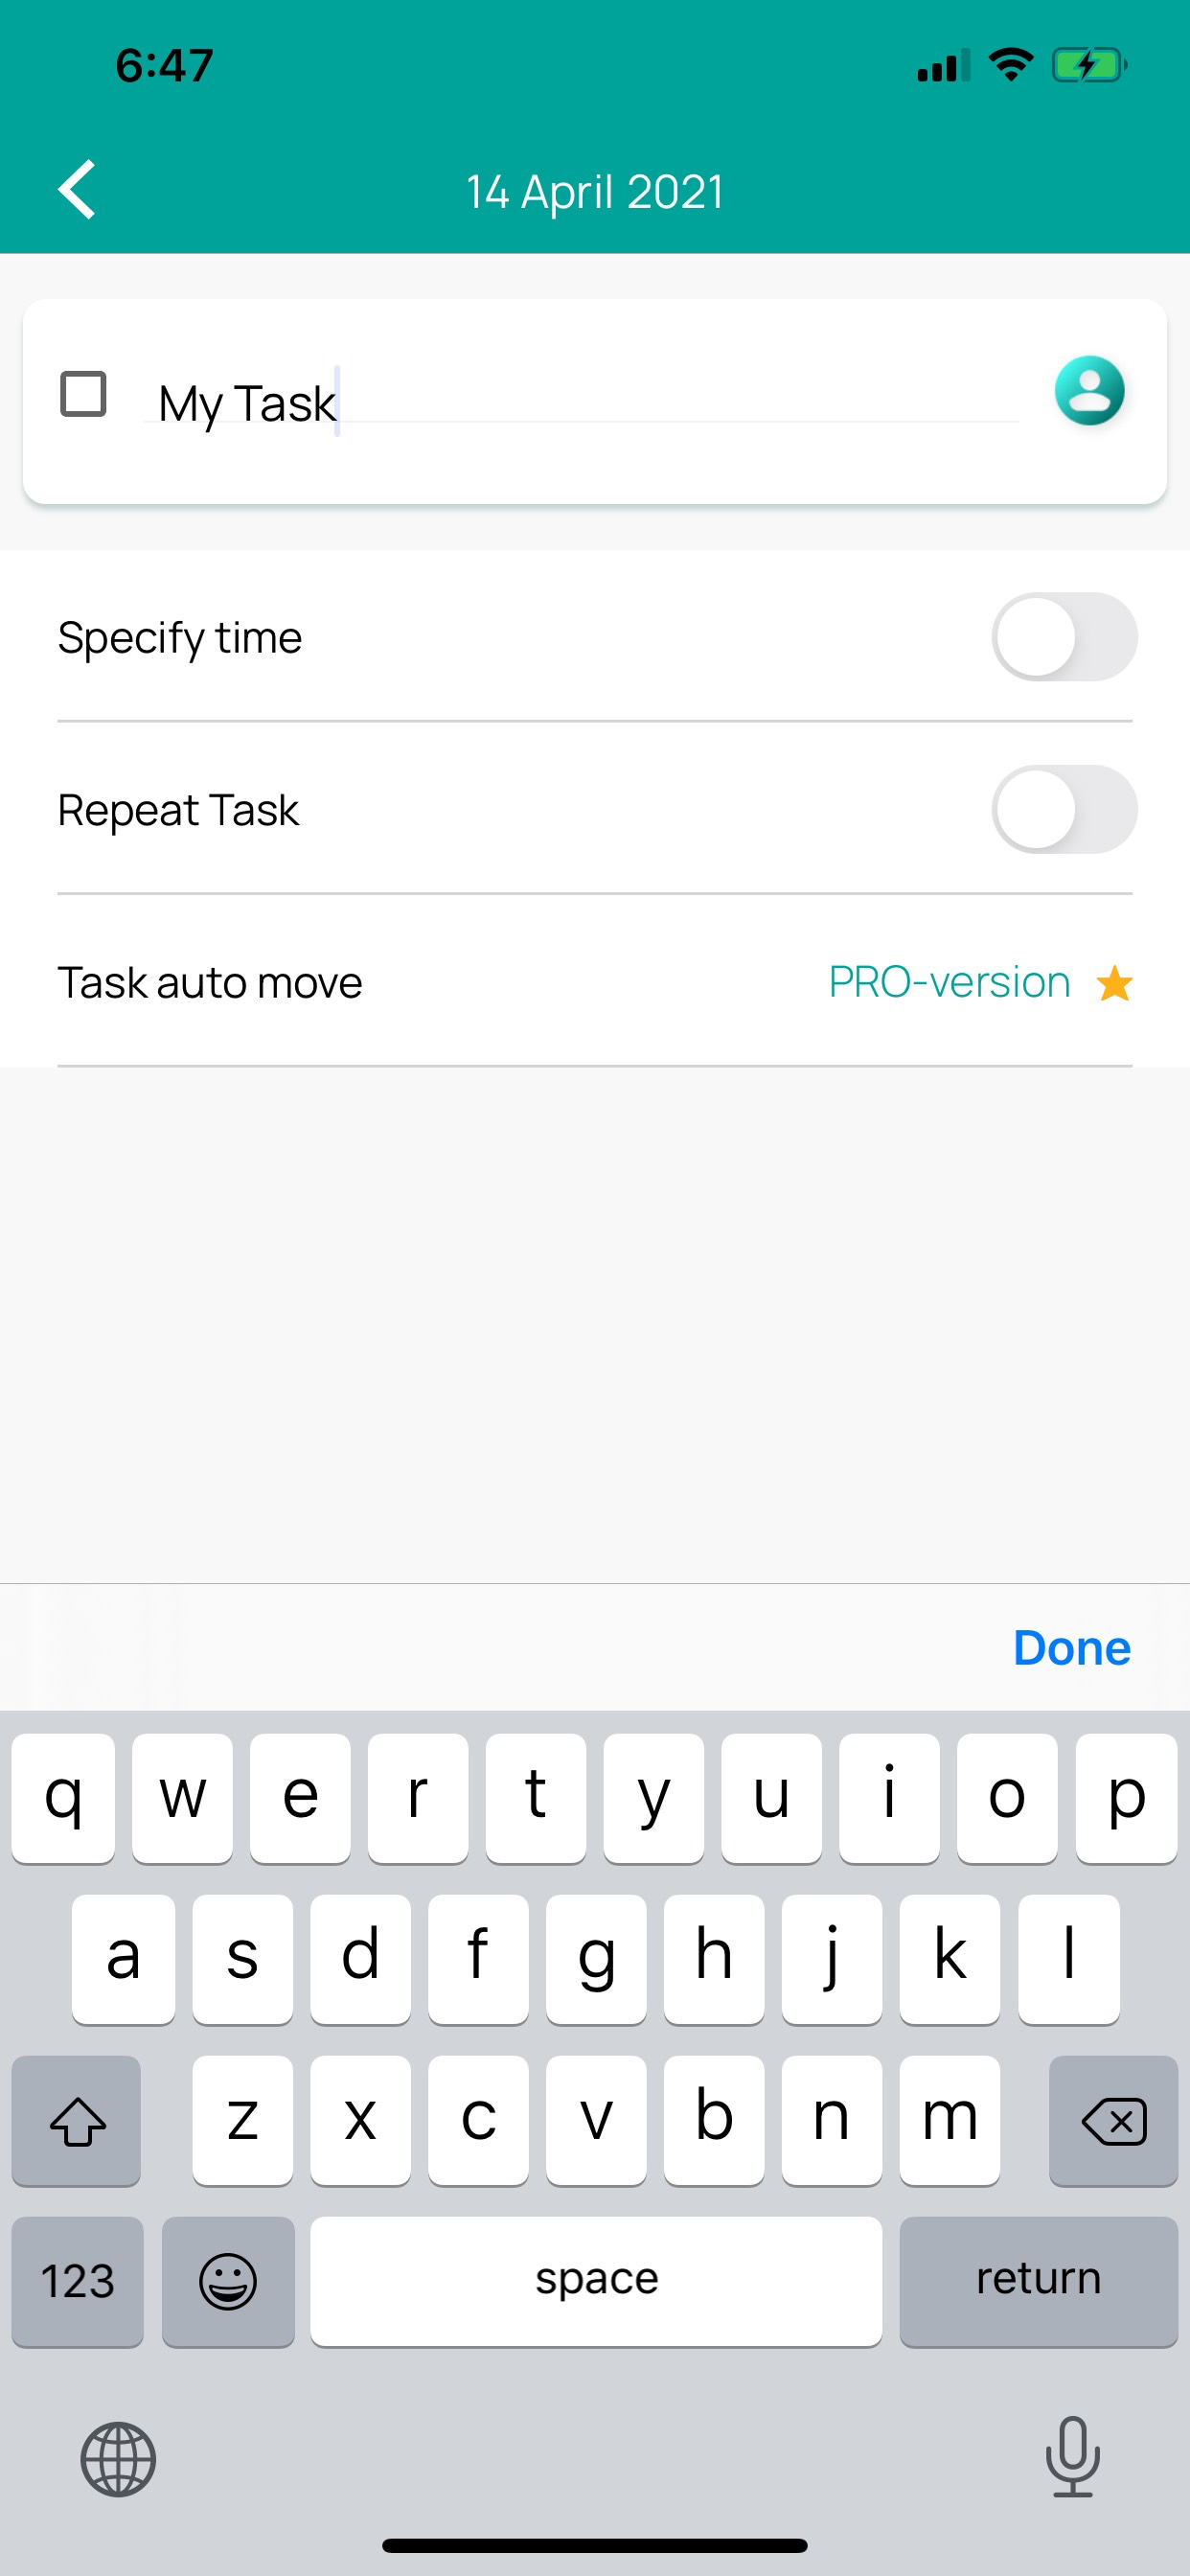 6:47
14 April 2021
My Task
Specify time
Repeat Task
Task auto move PRO-version
Done
q w e r t y u i o p
a s d f g h j k l
z x c v b n m
123 space return